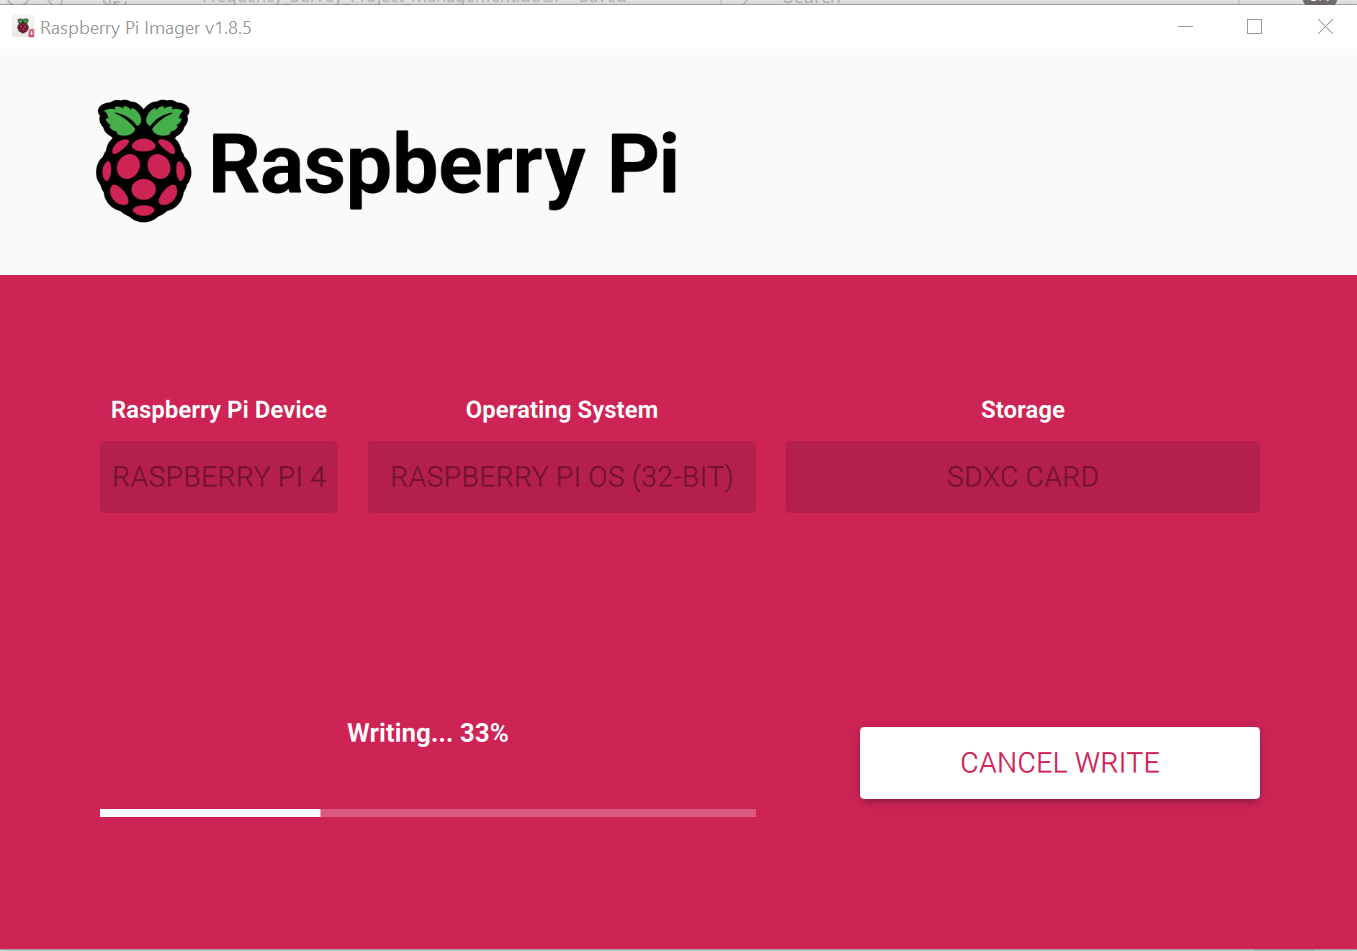 Raspberry Pi Imager v1.8.5
Raspberry Pi
Raspberry Pi Device
Operating System
Storage
RASPBERRY PI 4
RASPBERRY PI OS (32-BIT)
SDXC CARD
Writing... 33%
CANCEL WRITE